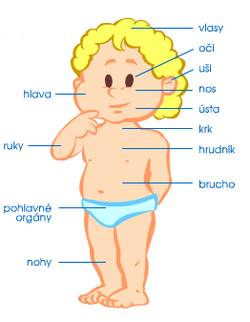 vlasy
oči
uši
nos
hlava
ústa
krk
ruky
hrudník
brucho
pohlavné
orgány
nohy